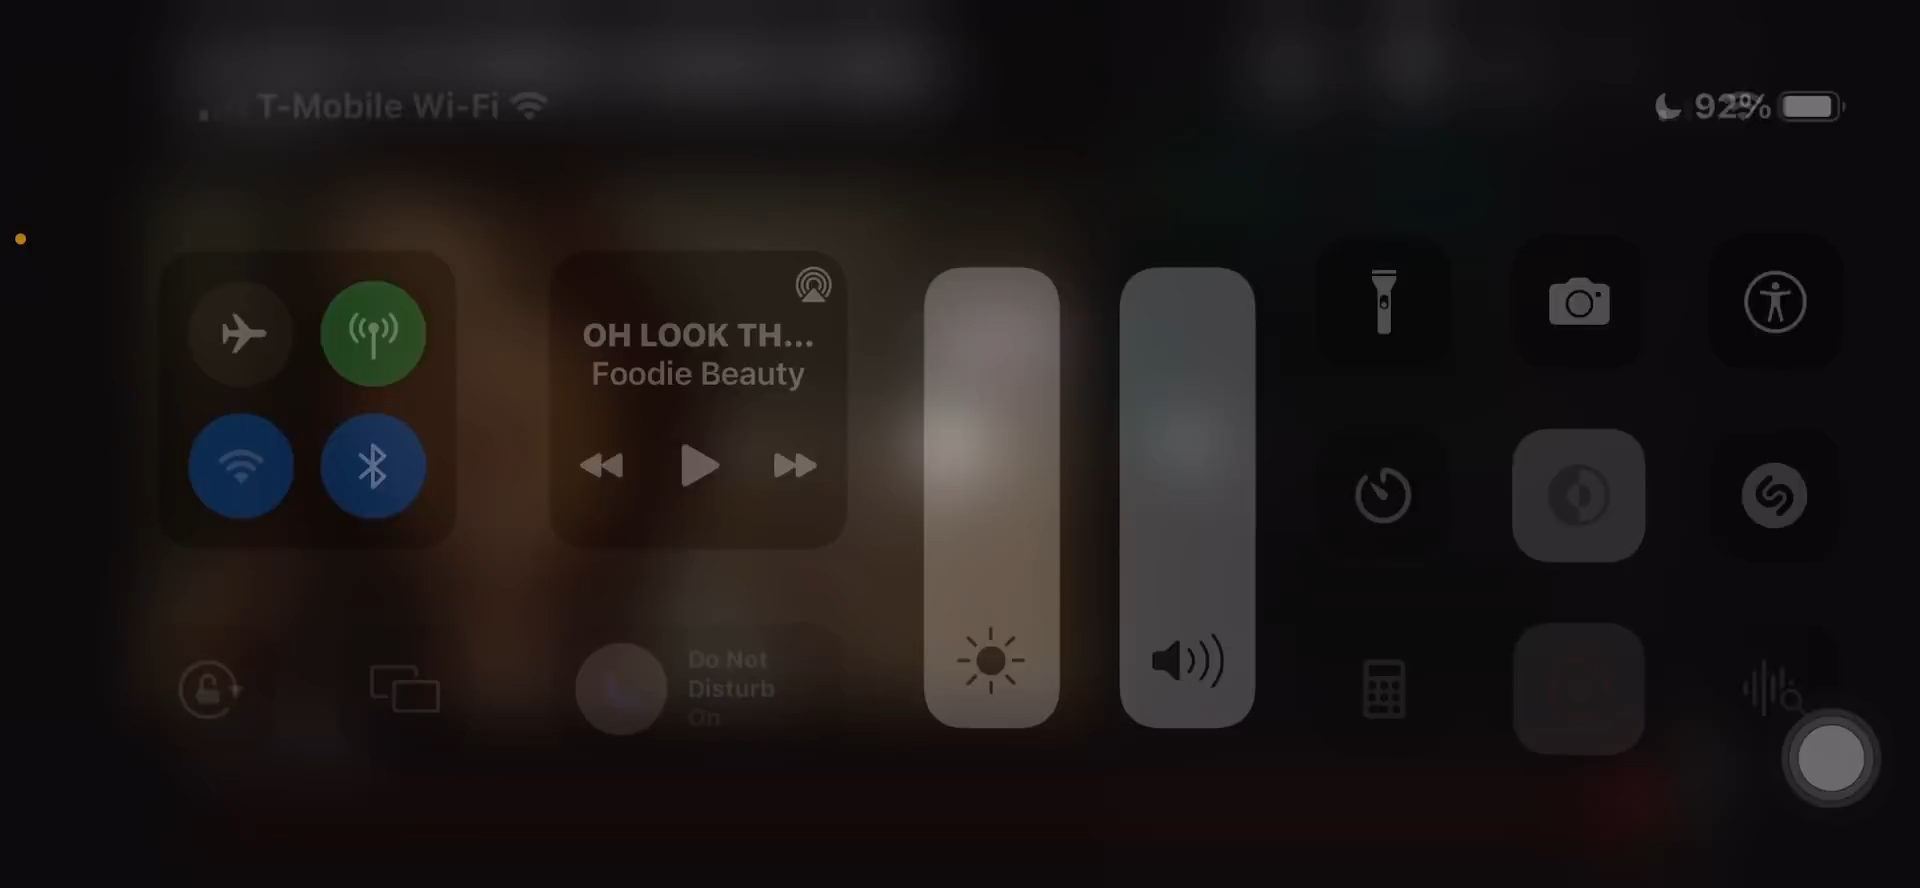 T-Mobile Wi-Fi
92%
OH LOOK TH...
Foodie Beauty
Do Not
Disturb
On